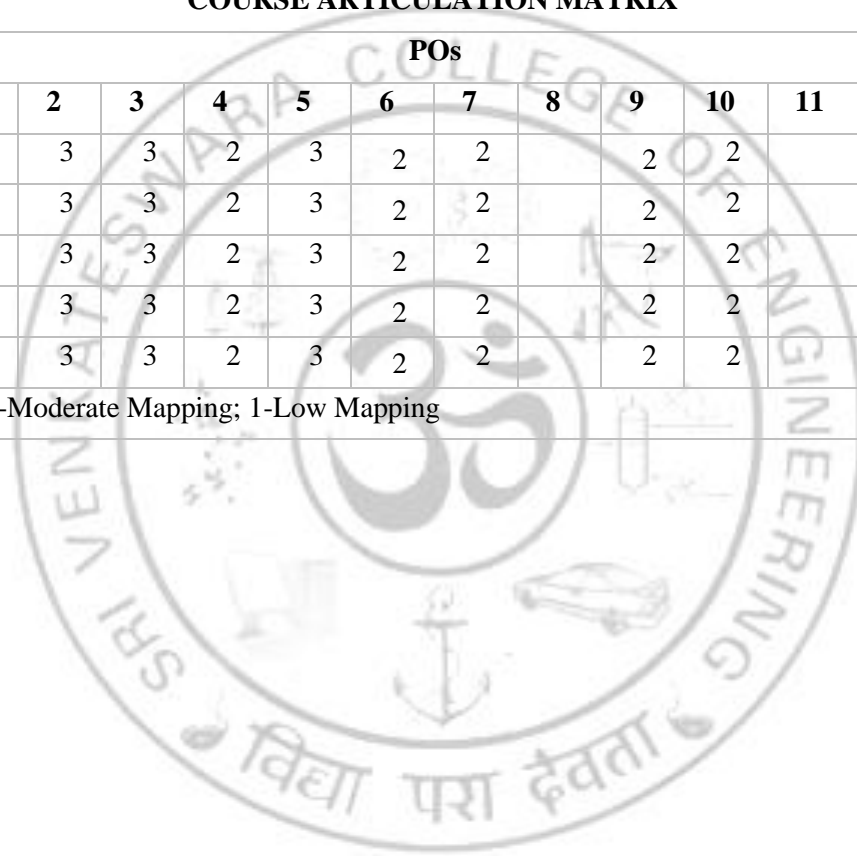 COURSE ARTICULATION MATRIX
POs
2 3 4 5 6 7 8 9 10 11
3 3 2 3 2 2 2 2
3 3 2 3 2 2 2 2
3 3 2 3 2 2 2 2
3 3 2 3 2 2 2 2
3 3 2 3 2 2 2 2
-Moderate Mapping; 1-Low Mapping
SRI VENKATESWARA COLLEGE OF ENGINEERING
ॐ
विद्या परा देवता